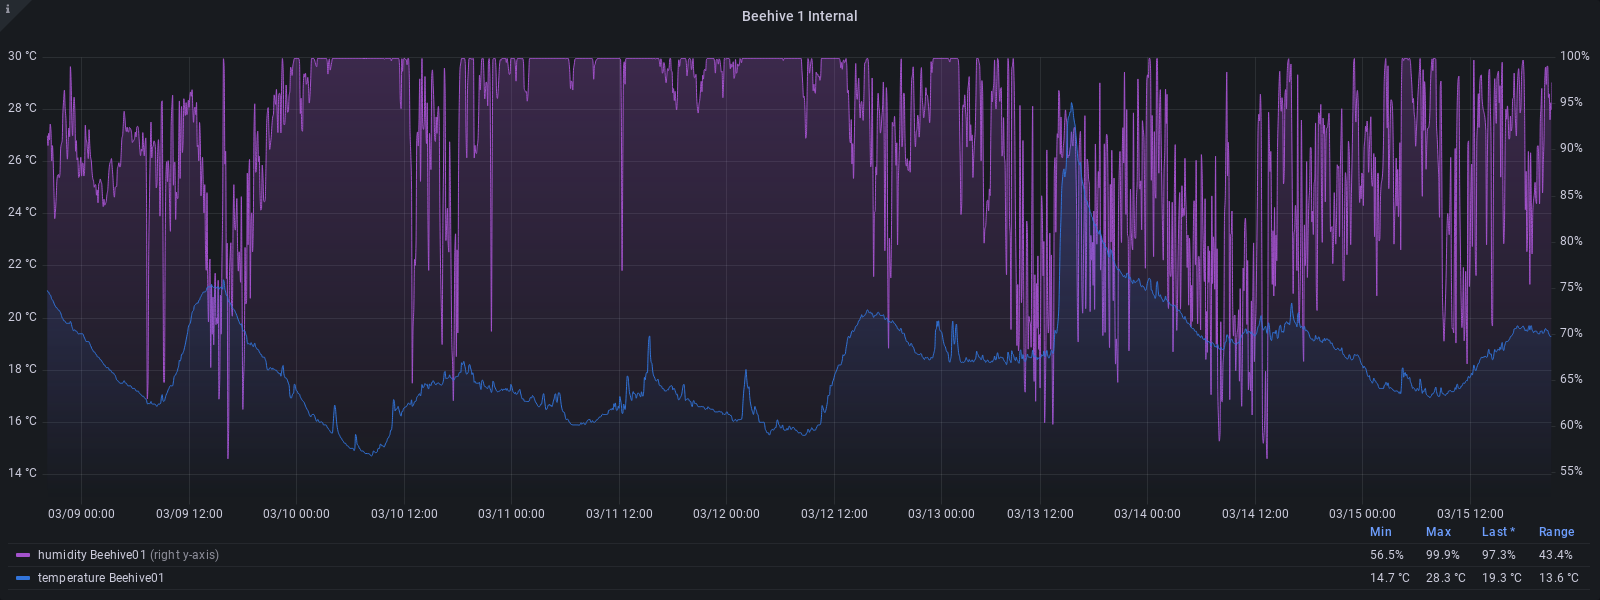 i
Beehive 1 Internal
30 °C 100%
28 °C 95%
26 °C 90%
24 °C 85%
22 °C 80%
20 °C 75%
18 °C 70%
16 °C 65%
14 °C 60%
55%
03/09 00:00 03/09 12:00 03/10 00:00 03/10 12:00 03/11 00:00 03/11 12:00 03/12 00:00 03/12 12:00 03/13 00:00 03/13 12:00 03/14 00:00 03/14 12:00 03/15 00:00 03/15 12:00
Min Max Last * Range
humidity Beehive01 (right y-axis) 56.5% 99.9% 97.3% 43.4%
temperature Beehive01 14.7 °C 28.3 °C 19.3 °C 13.6 °C